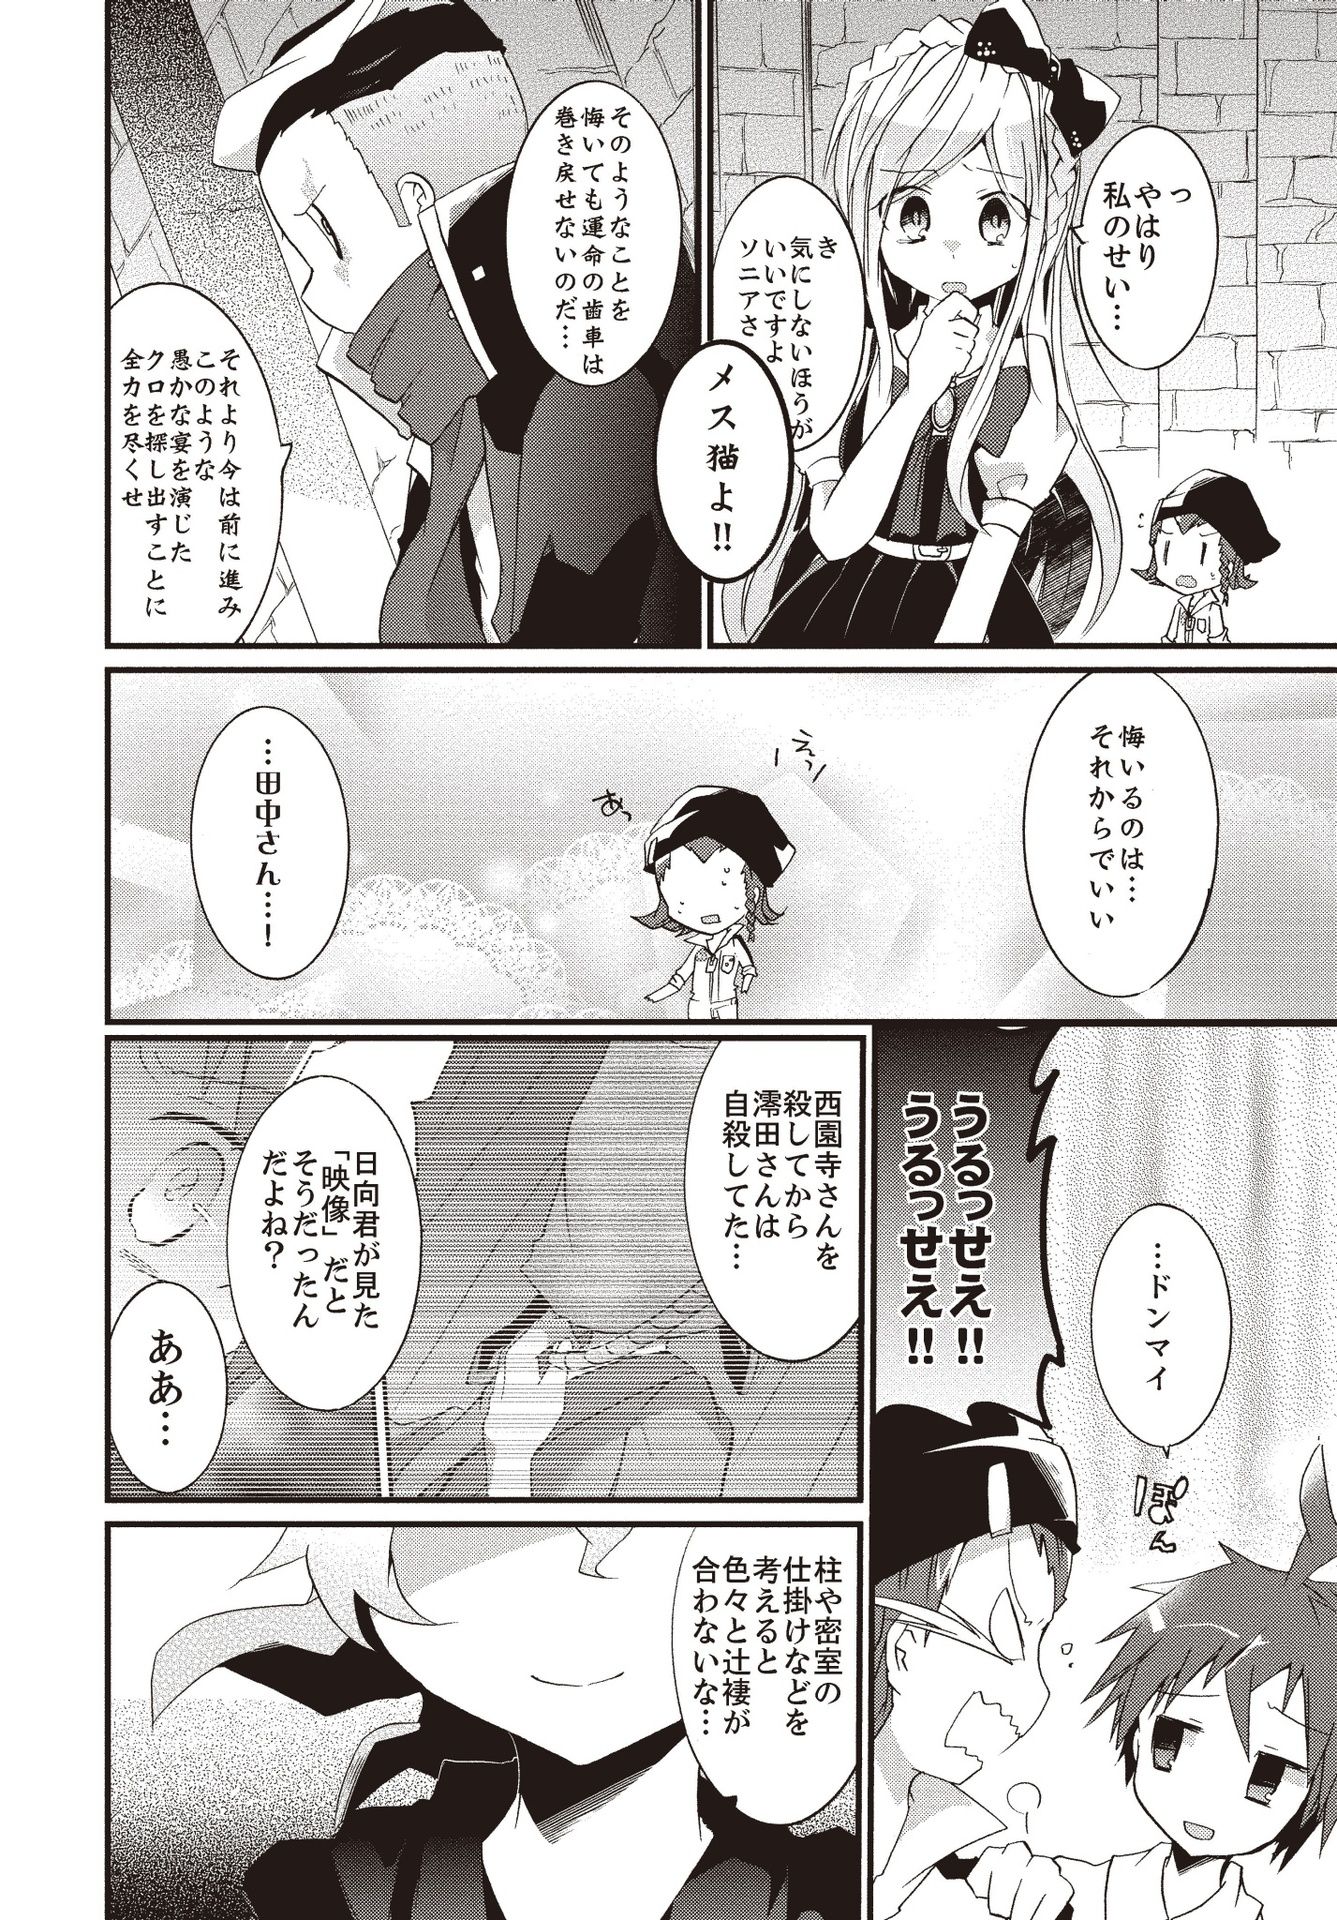 っ
やはり
私のせい…
き
気にしないほうが
いいですよ
ソニアさ
メス猫よ!!
そのようなことを
悔いても運命の歯車は
巻き戻せないのだ…
それより今は前に進み
このような
愚かな宴を演じた
クロを探し出すことに
全力を尽くせ
悔いるのは…
それからでいい
えっ
あっ
…田中さん…!
…ドンマイ
ぽん
うるっせえ!!
うるっせえ!!
西園寺さんを
殺してから
澪田さんは
自殺してた…
日向君が見た
「映像」だと
そうだったん
だよね?
ああ…
柱や密室の
仕掛けなどを
考えると
色々と辻褄が
合わないな…